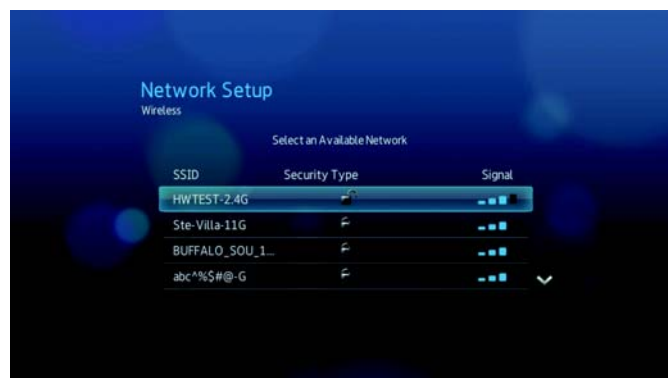 Network Setup
Wireless
Select an Available Network
SSID Security Type Signal
HWTEST-2.4G
Ste-Villa-11G
BUFFALO_SOU_1...
abc^%$#@-G